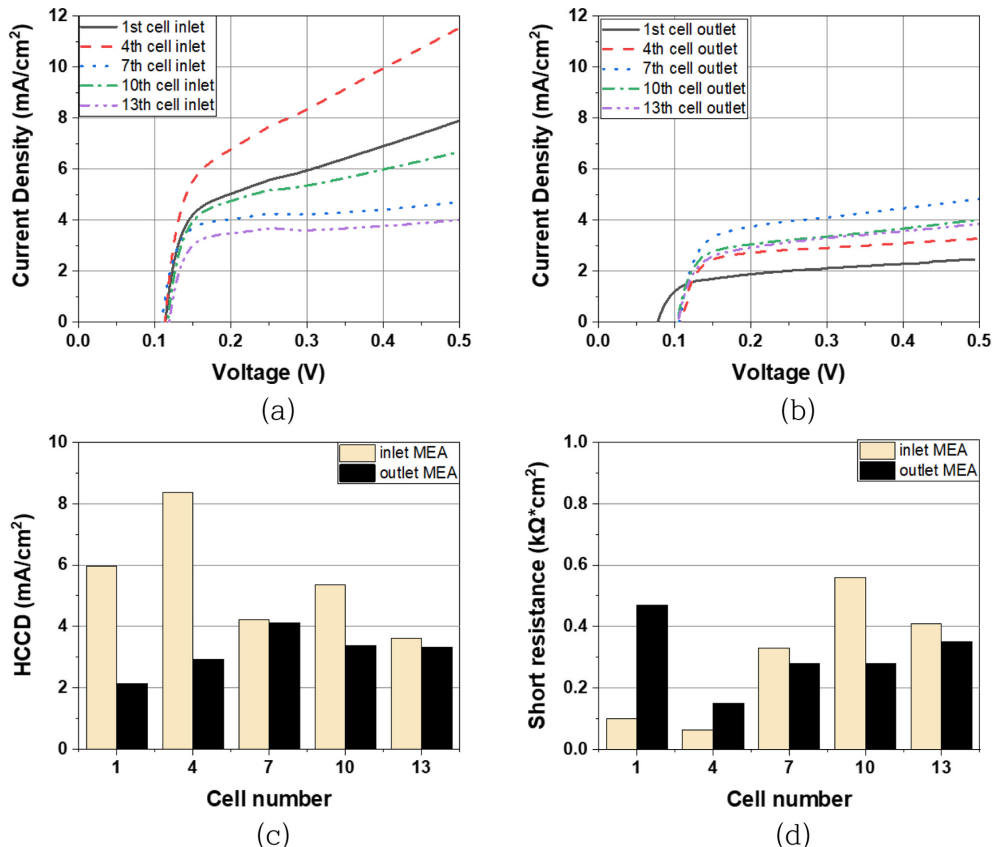 12
10
8
6
4
2
0
Current Density (mA/cm²)
1st cell inlet
4th cell inlet
7th cell inlet
10th cell inlet
13th cell inlet
0.0 0.1 0.2 0.3 0.4 0.5
Voltage (V)
(a)
12
10
8
6
4
2
0
Current Density (mA/cm²)
1st cell outlet
4th cell outlet
7th cell outlet
10th cell outlet
13th cell outlet
0.0 0.1 0.2 0.3 0.4 0.5
Voltage (V)
(b)
10
8
6
4
2
0
HCCD (mA/cm²)
inlet MEA
outlet MEA
1 4 7 10 13
Cell number
(c)
1.0
0.8
0.6
0.4
0.2
0.0
Short resistance (kΩ*cm²)
inlet MEA
outlet MEA
1 4 7 10 13
Cell number
(d)